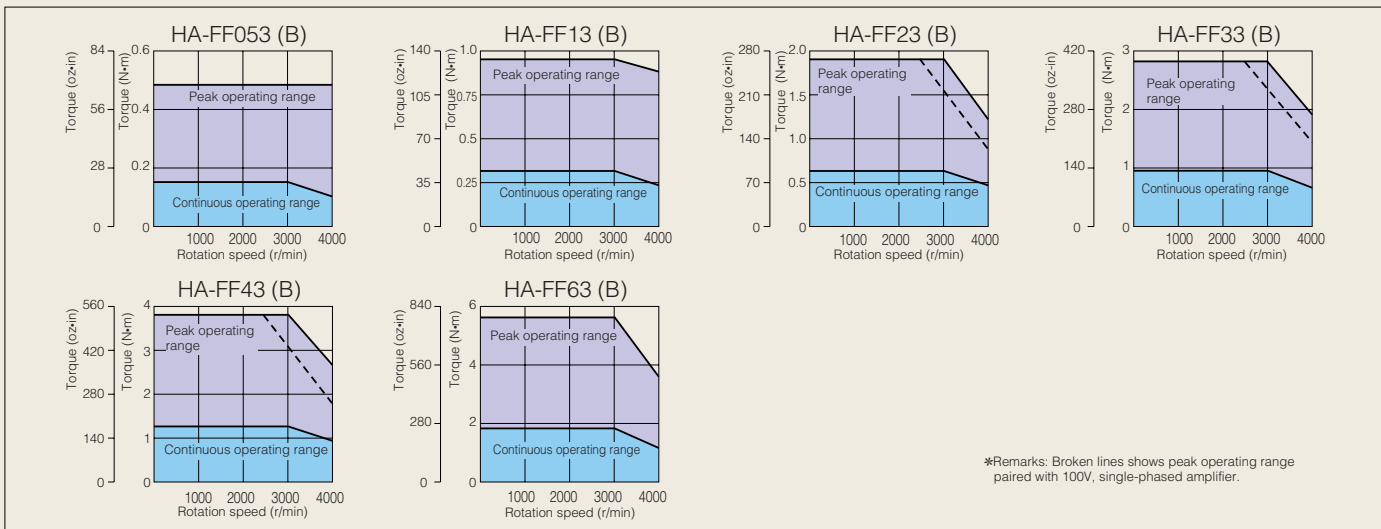 HA-FF053 (B)
Torque (oz•in)
84
56
28
0
Torque (N•m)
0.6
0.4
0.2
0
Peak operating range
Continuous operating range
1000 2000 3000 4000
Rotation speed (r/min)
HA-FF13 (B)
Torque (oz•in)
140
105
70
35
0
Torque (N•m)
1.0
0.75
0.5
0.25
0
Peak operating range
Continuous operating range
1000 2000 3000 4000
Rotation speed (r/min)
HA-FF23 (B)
Torque (oz•in)
280
210
140
70
0
Torque (N•m)
2.0
1.5
1.0
0.5
0
Peak operating
range
Continuous operating range
1000 2000 3000 4000
Rotation speed (r/min)
HA-FF33 (B)
Torque (oz-in)
420
280
140
0
Torque (N•m)
3
2
1
0
Peak operating
range
Continuous operating range
1000 2000 3000 4000
Rotation speed (r/min)
HA-FF43 (B)
Torque (oz•in)
560
420
280
140
0
Torque (N•m)
4
3
2
1
0
Peak operating
range
Continuous operating range
1000 2000 3000 4000
Rotation speed (r/min)
HA-FF63 (B)
Torque (oz•in)
840
560
280
0
Torque (N•m)
6
4
2
0
Peak operating range
Continuous operating range
1000 2000 3000 4000
Rotation speed (r/min)
*Remarks: Broken lines shows peak operating range
paired with 100V, single-phased amplifier.